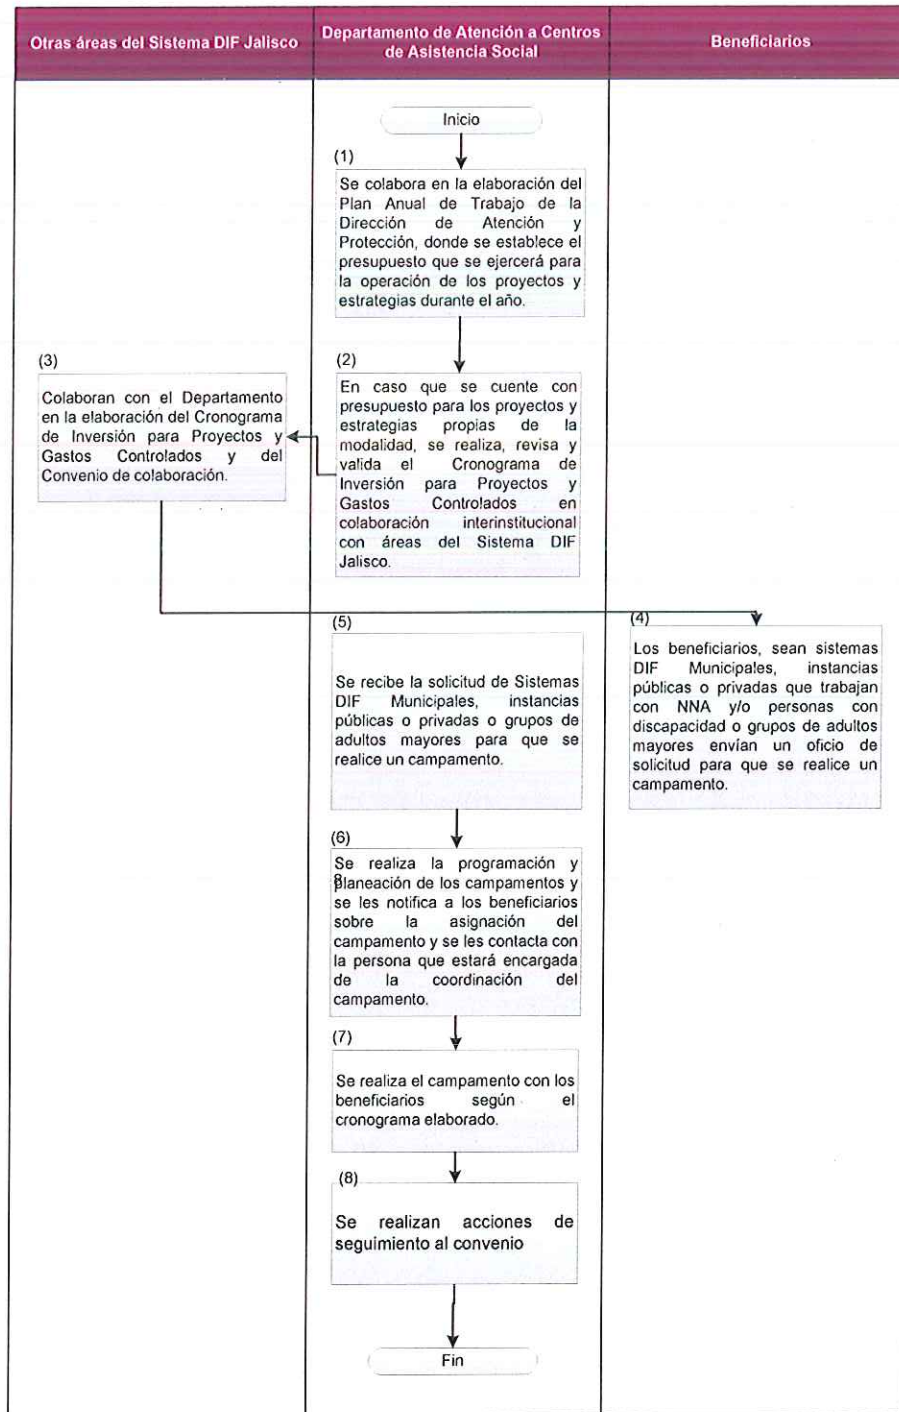 Otras áreas del Sistema DIF Jalisco
Departamento de Atención a Centros
de Asistencia Social
Beneficiarios
Inicio
(1)
Se colabora en la elaboración del
Plan Anual de Trabajo de la
Dirección de Atención y
Protección, donde se establece el
presupuesto que se ejercerá para
la operación de los proyectos y
estrategias durante el año.
(2)
En caso que se cuente con
presupuesto para los proyectos y
estrategias propias de la
modalidad, se realiza, revisa y
valida el Cronograma de
Inversión para Proyectos y
Gastos Controlados en
colaboración interinstitucional
con áreas del Sistema DIF
Jalisco.
(3)
Colaboran con el Departamento
en la elaboración del Cronograma
de Inversión para Proyectos y
Gastos Controlados y del
Convenio de colaboración.
(4)
Los beneficiarios, sean sistemas
DIF Municipales, instancias
públicas o privadas que trabajan
con NNA y/o personas con
discapacidad o grupos de adultos
mayores envían un oficio de
solicitud para que se realice un
campamento.
(5)
Se recibe la solicitud de Sistemas
DIF Municipales, instancias
públicas o privadas o grupos de
adultos mayores para que se
realice un campamento.
(6)
Se realiza la programación y
planeación de los campamentos y
8
se les notifica a los beneficiarios
sobre la asignación del
campamento y se les contacta con
la persona que estará encargada
de la coordinación del
campamento.
(7)
Se realiza el campamento con los
beneficiarios según el
cronograma elaborado.
(8)
Se realizan acciones de
seguimiento al convenio
Fin